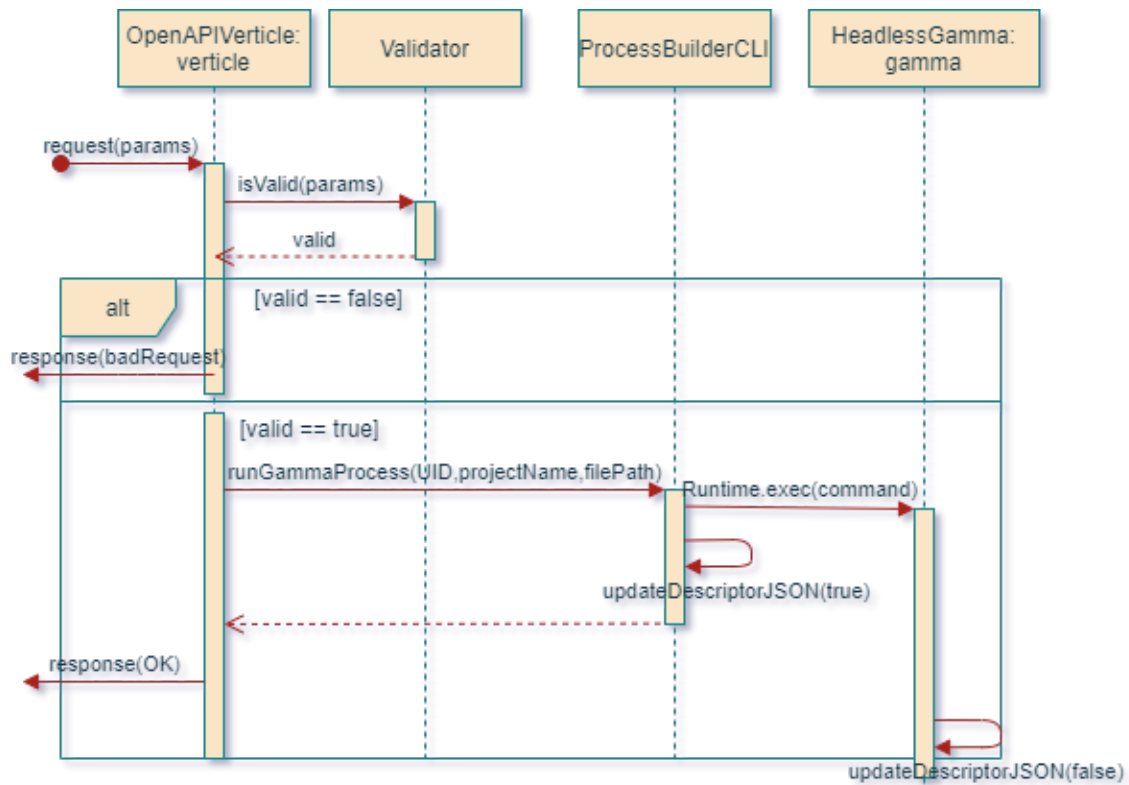 OpenAPIVerticle:
verticle
Validator
ProcessBuilderCLI
HeadlessGamma:
gamma
request(params)
isValid(params)
valid
alt
[valid == false]
response(badRequest)
[valid == true]
runGammaProcess(UID,projectName,filePath)
Runtime.exec(command)
updateDescriptorJSON(true)
response(OK)
updateDescriptorJSON(false)